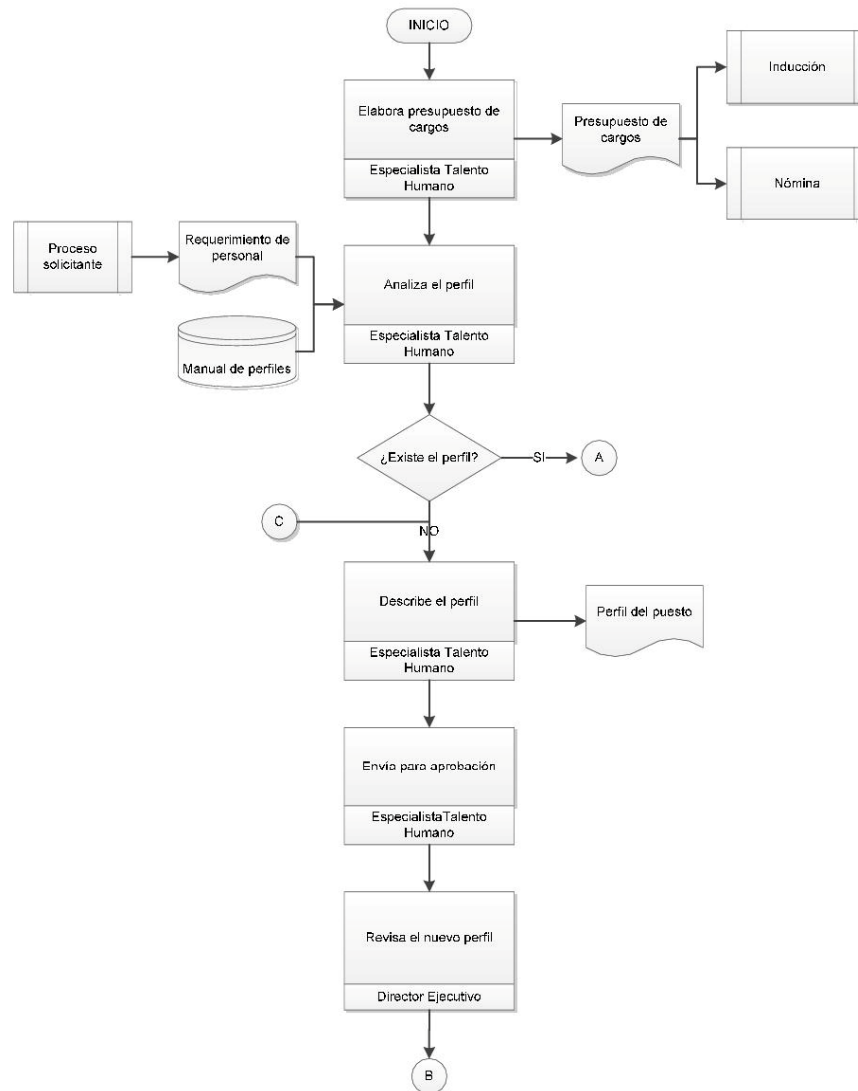 INICIO
Elabora presupuesto de
cargos
Especialista Talento
Humano
Presupuesto de
cargos
Inducción
Nómina
Proceso
solicitante
Requerimiento de
personal
Manual de perfiles
Analiza el perfil
Especialista Talento
Humano
¿Existe el perfil?
SI
A
C
NO
Describe el perfil
Especialista Talento
Humano
Perfil del puesto
Envío para aprobación
EspecialistaTalento
Humano
Revisa el nuevo perfil
Director Ejecutivo
B